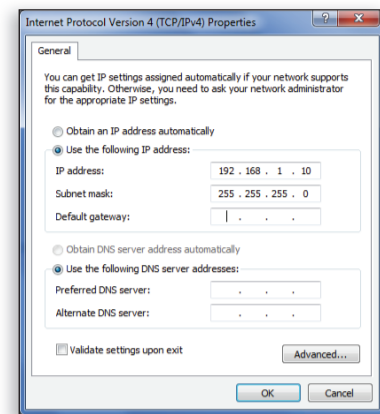 Internet Protocol Version 4 (TCP/IPv4) Properties
General
You can get IP settings assigned automatically if your network supports
this capability. Otherwise, you need to ask your network administrator
for the appropriate IP settings.
Obtain an IP address automatically
Use the following IP address:
IP address: 192 . 168 . 1 . 10
Subnet mask: 255 . 255 . 255 . 0
Default gateway: . . .
Obtain DNS server address automatically
Use the following DNS server addresses:
Preferred DNS server: . . .
Alternate DNS server: . . .
Validate settings upon exit Advanced...
OK Cancel